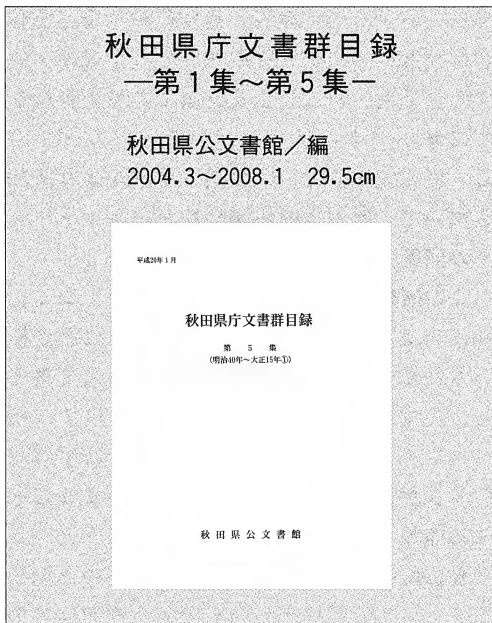 秋田県庁文書群目録
―第1集～第5集―
秋田県公文書館／編
2004.3～2008.1 29.5cm
平成20年1月
秋田県庁文書群目録
第 5 集
(明治40年～大正15年①)
秋田県公文書館